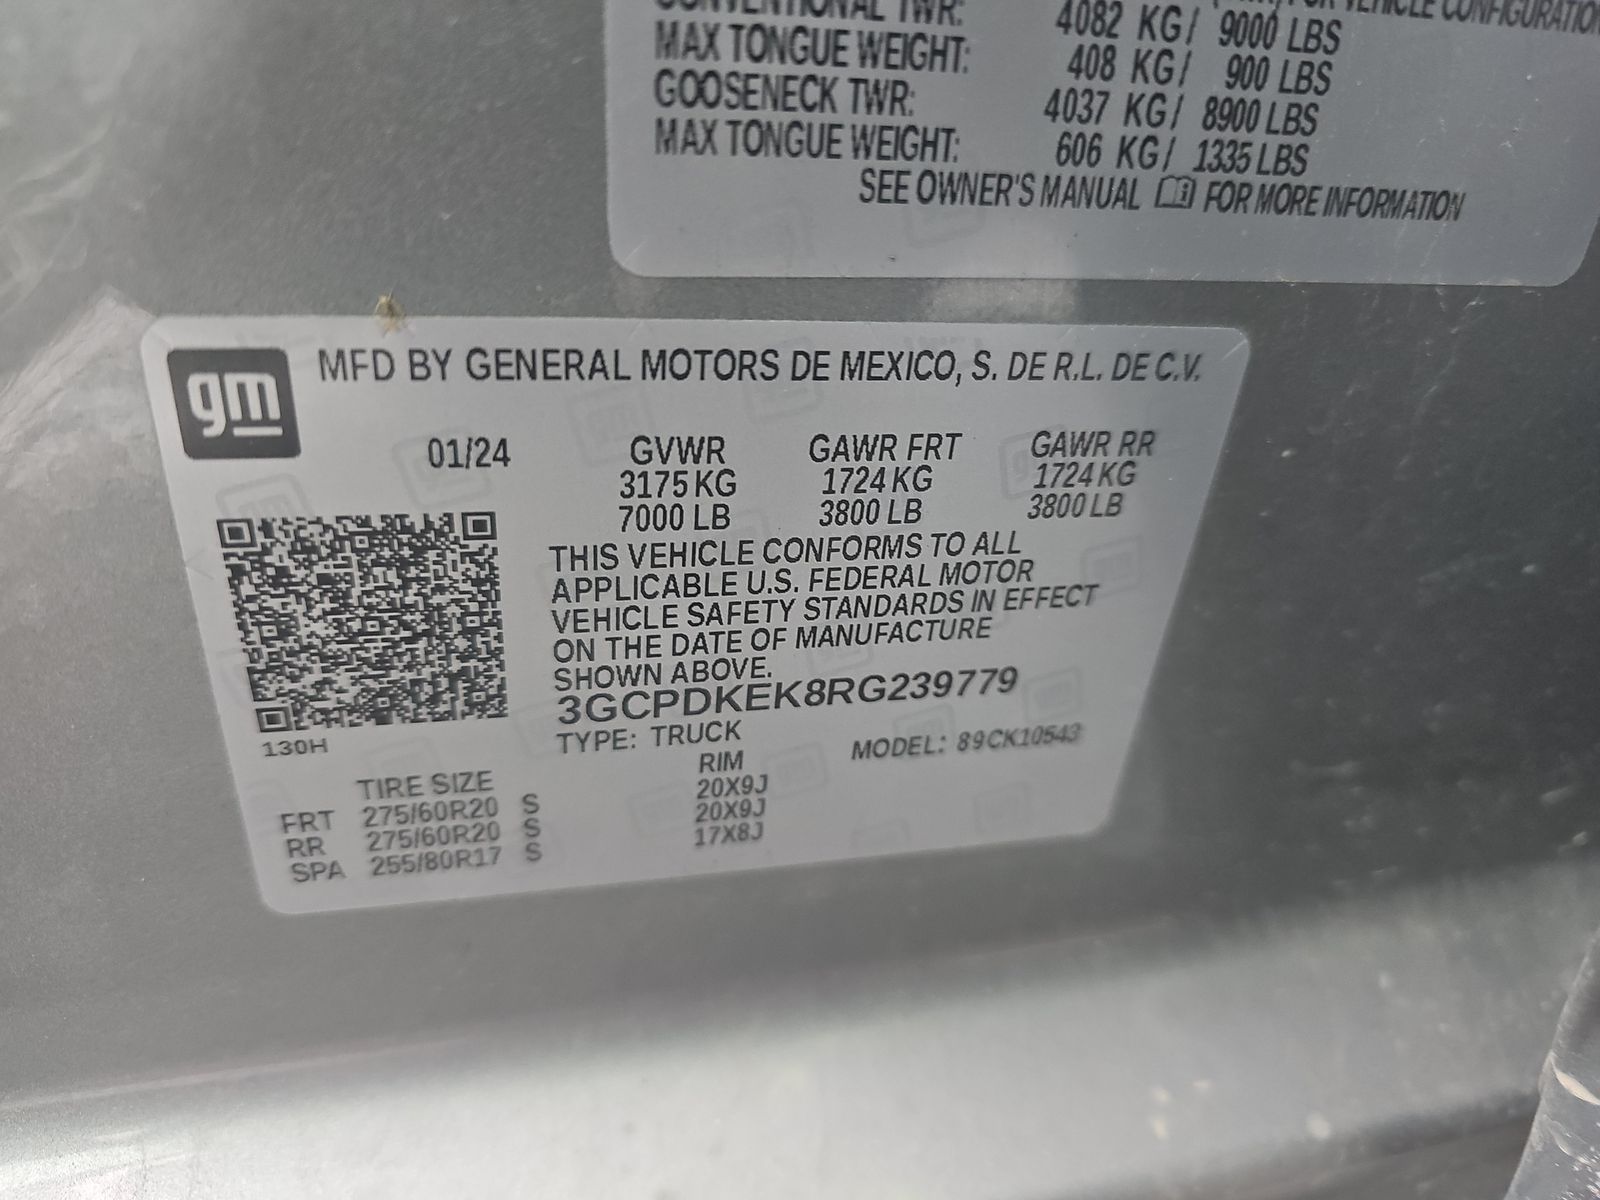 CONVENTIONAL TWR: 4082 KG/ 9000 LBS
FOR VEHICLE CONFIGURATION
MAX TONGUE WEIGHT: 408 KG/ 900 LBS
GOOSENECK TWR: 4037 KG/ 8900 LBS
MAX TONGUE WEIGHT: 606 KG/ 1335 LBS
SEE OWNER'S MANUAL FOR MORE INFORMATION
gm
MFD BY GENERAL MOTORS DE MEXICO, S. DE R.L. DE C.V.
01/24 GVWR GAWR FRT GAWR RR
3175 KG 1724 KG 1724 KG
7000 LB 3800 LB 3800 LB
THIS VEHICLE CONFORMS TO ALL
APPLICABLE U.S. FEDERAL MOTOR
VEHICLE SAFETY STANDARDS IN EFFECT
ON THE DATE OF MANUFACTURE
SHOWN ABOVE.
3GCPDKEK8RG239779
130H
TYPE: TRUCK MODEL: 89CK10543
TIRE SIZE RIM
FRT 275/60R20 S 20X9J
RR 275/60R20 S 20X9J
SPA 255/80R17 S 17X8J